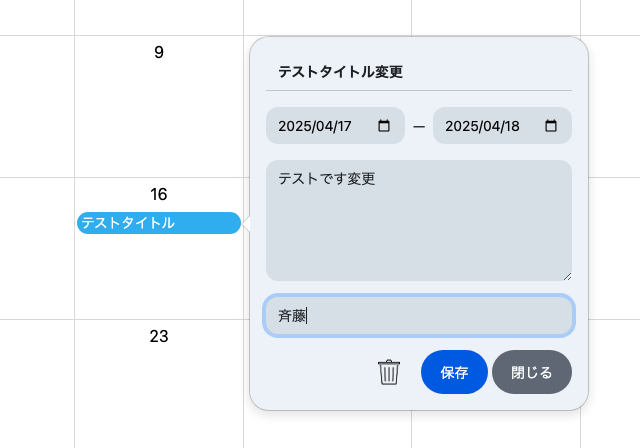 9
16
テストタイトル
23
テストタイトル変更
2025/04/17 — 2025/04/18
テストです変更
斉藤
保存 閉じる